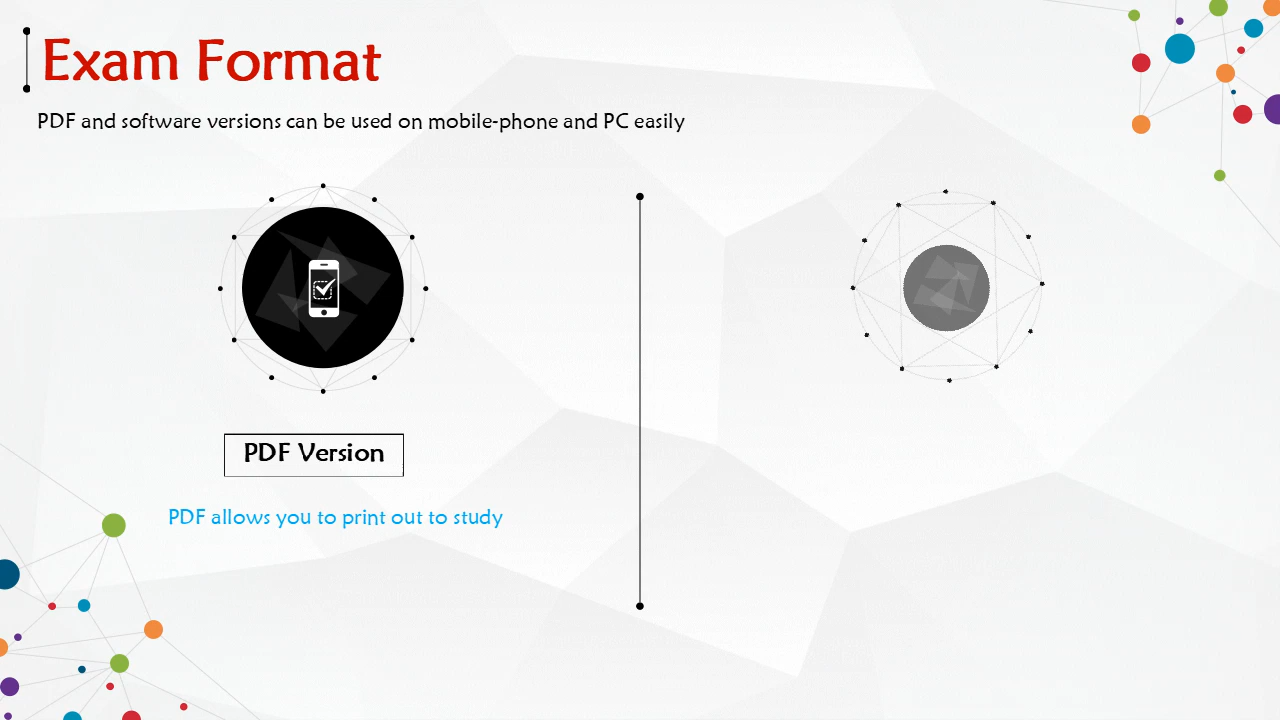 Exam Format
PDF and software versions can be used on mobile-phone and PC easily
PDF Version
PDF allows you to print out to study